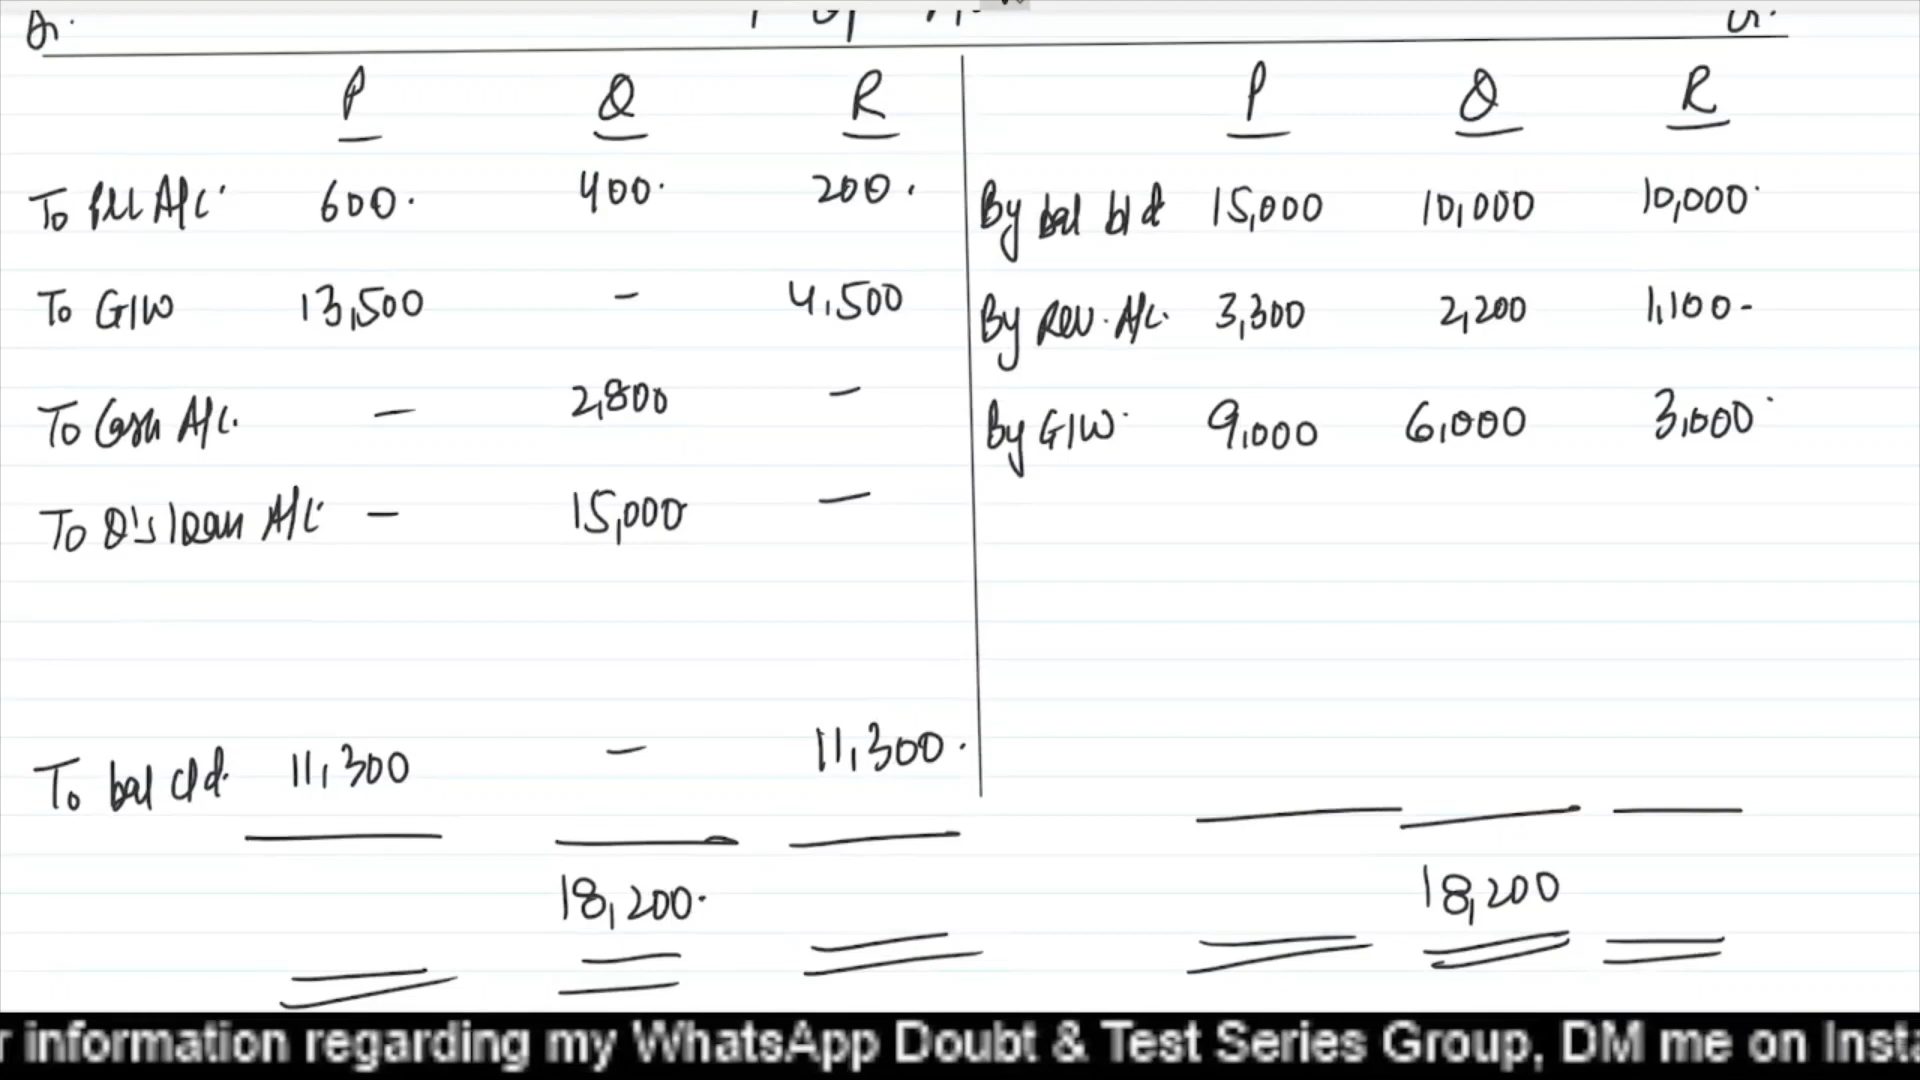 Dr. Cr.
P Q R P Q R
To P&L A/c 600. 400. 200. By bal b/d 15,000 10,000 10,000
To G/W 13,500 - 4,500 By Rev. A/c. 3,300 2,200 1,100-
To Cash A/c. - 2,800 - By G/W 9,000 6,000 3,000
To Q's loan A/c - 15,000 -
To bal c/d. 11,300 - 11,300.
18,200. 18,200
information regarding my WhatsApp Doubt & Test Series Group, DM me on Insta